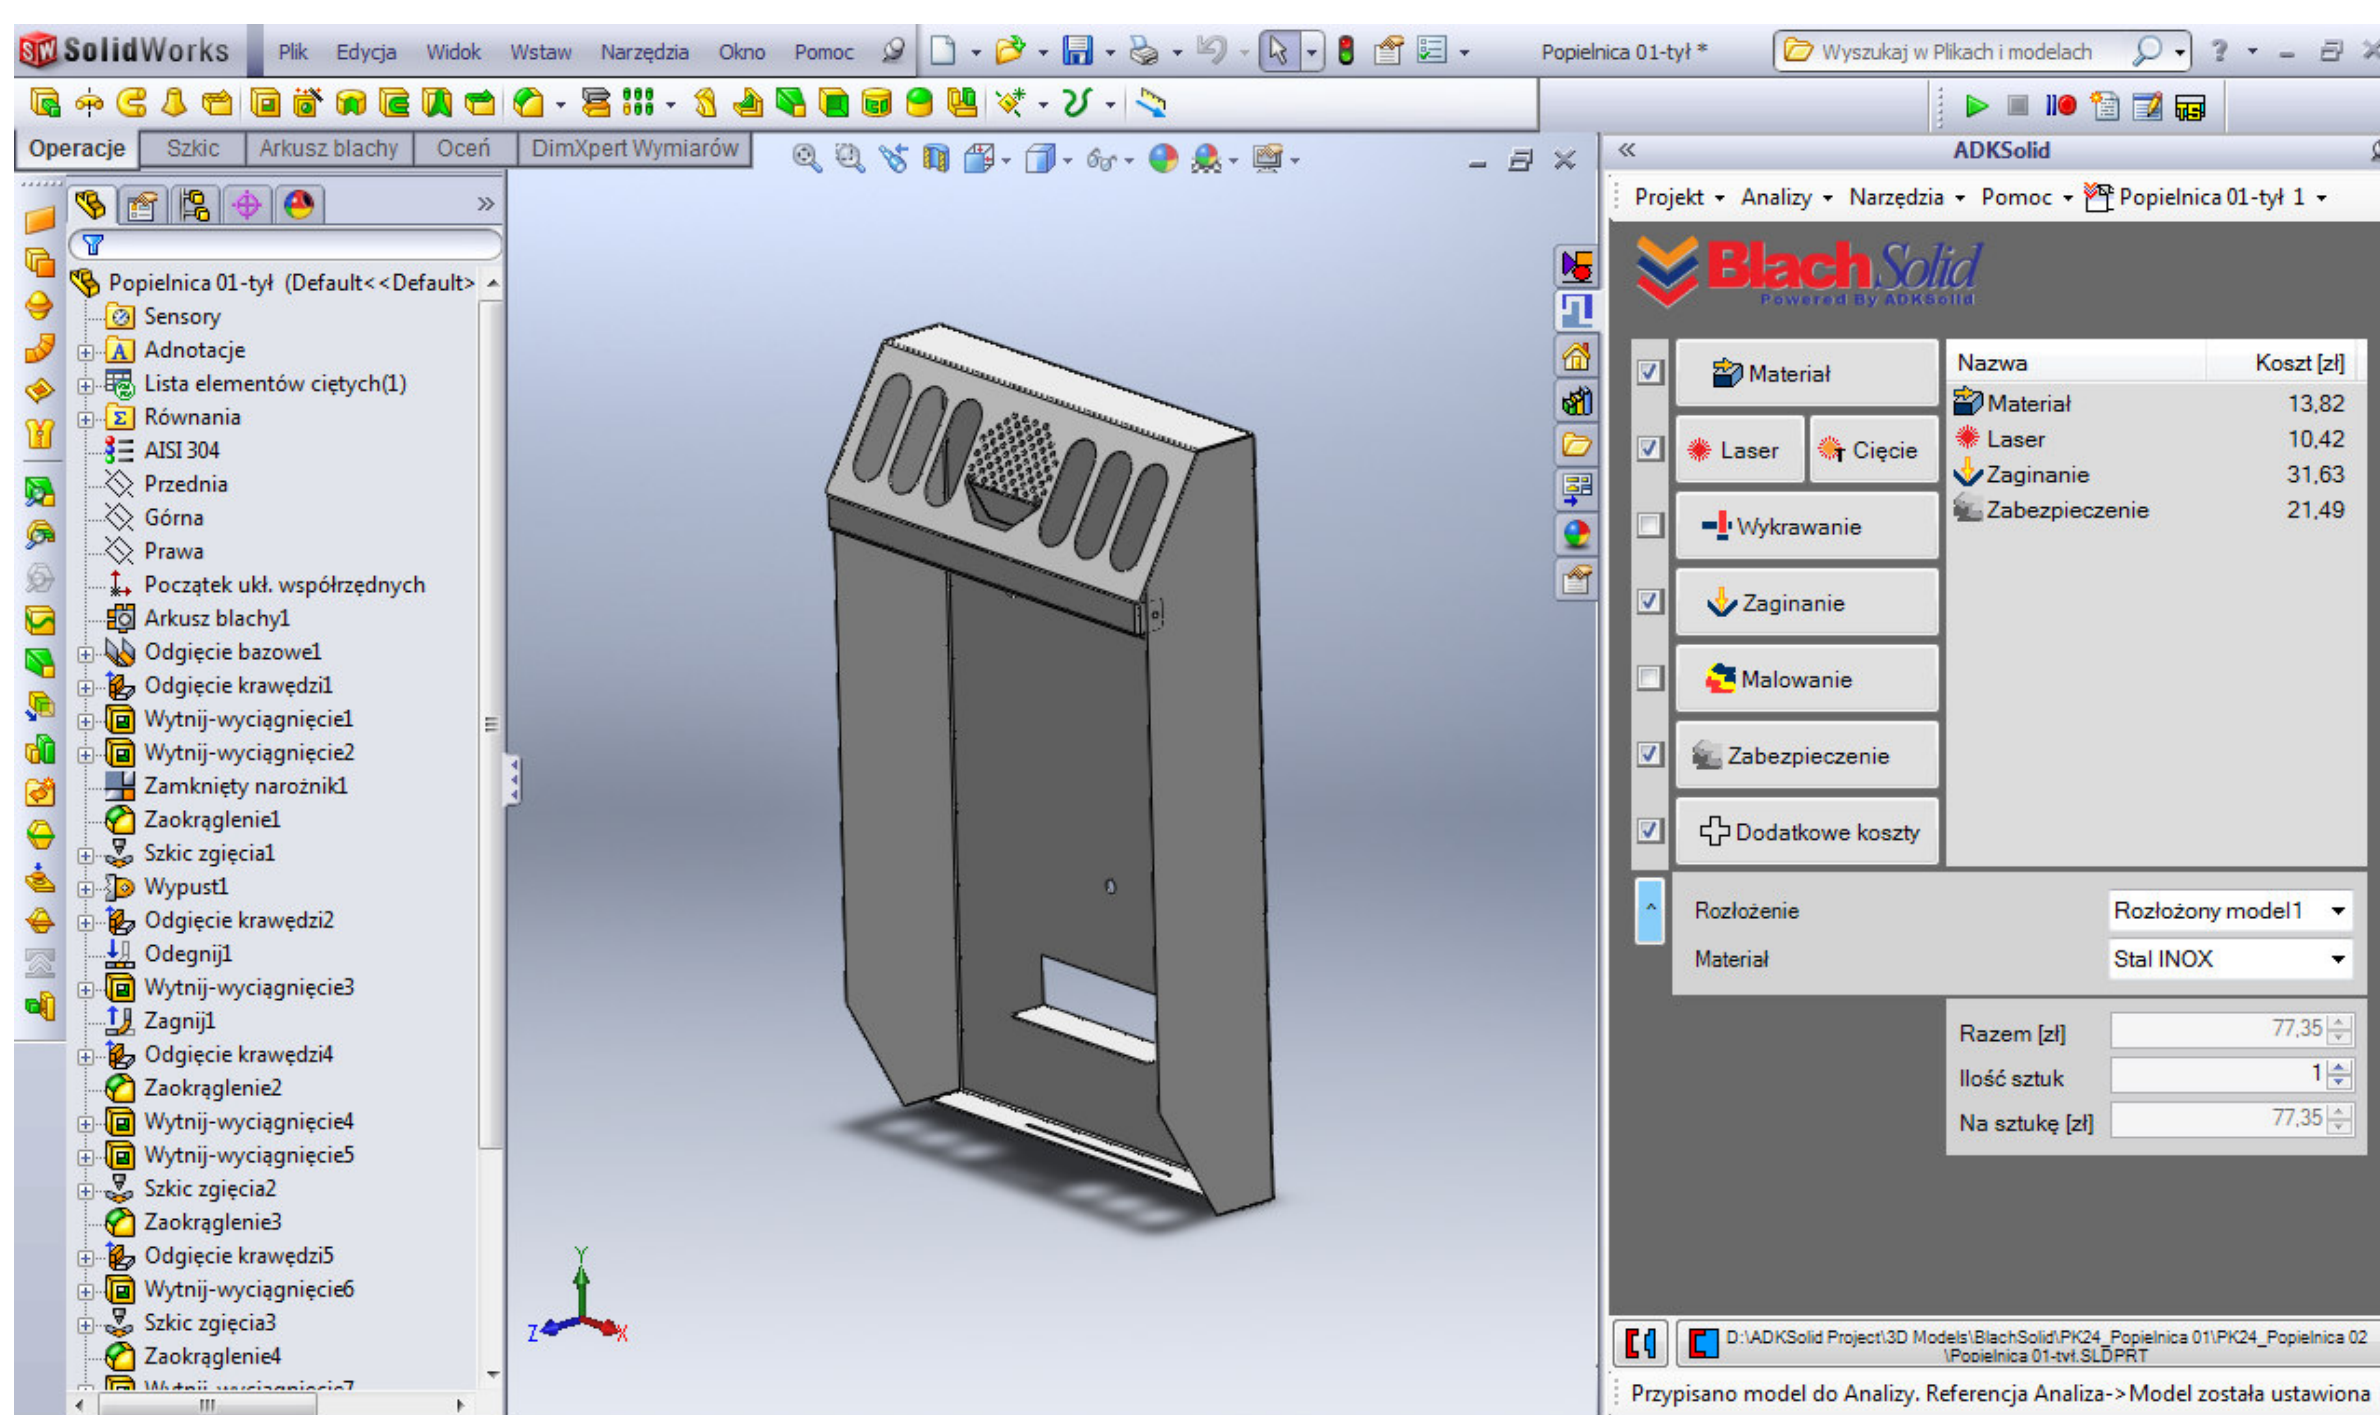 SolidWorks Plik Edycja Widok Wstaw Narzędzia Okno Pomoc Popielnica 01-tył * Wyszukaj w Plikach i modelach
Operacje Szkic Arkusz blachy Oceń DimXpert Wymiarów
Popielnica 01-tył (Default<<Default>
Sensory
Adnotacje
Lista elementów ciętych(1)
Równania
AISI 304
Przednia
Górna
Prawa
Początek ukł. współrzędnych
Arkusz blachy1
Odgięcie bazowe1
Odgięcie krawędzi1
Wytnij-wyciągnięcie1
Wytnij-wyciągnięcie2
Zamknięty narożnik1
Zaokrąglenie1
Szkic zgięcia1
Wypust1
Odgięcie krawędzi2
Odegnij1
Wytnij-wyciągnięcie3
Zagnij1
Odgięcie krawędzi4
Zaokrąglenie2
Wytnij-wyciągnięcie4
Wytnij-wyciągnięcie5
Szkic zgięcia2
Zaokrąglenie3
Odgięcie krawędzi5
Wytnij-wyciągnięcie6
Szkic zgięcia3
Zaokrąglenie4
Wytnij-wyciągnięcie7
Y
Z X
ADKSolid
Projekt Analizy Narzędzia Pomoc Popielnica 01-tył 1
BlachSolid
Powered By ADKSolid
Materiał
Laser Cięcie
Wykrawanie
Zaginanie
Malowanie
Zabezpieczenie
Dodatkowe koszty
Nazwa Koszt [zł]
Materiał 13,82
Laser 10,42
Zaginanie 31,63
Zabezpieczenie 21,49
Rozłożenie Rozłożony model1
Materiał Stal INOX
Razem [zł] 77,35
Ilość sztuk 1
Na sztukę [zł] 77,35
D:\ADKSolid Project\3D Models\BlachSolid\PK24_Popielnica 01\PK24_Popielnica 02
\Popielnica 01-tył.SLDPRT
Przypisano model do Analizy. Referencja Analiza->Model została ustawiona